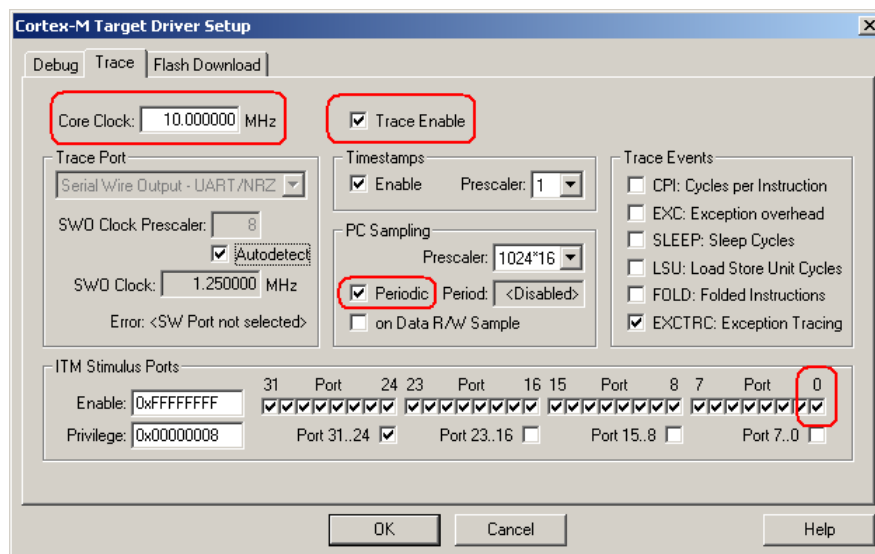 Cortex-M Target Driver Setup
Debug Trace Flash Download
Core Clock: 10.000000 MHz Trace Enable
Trace Port
Serial Wire Output - UART/NRZ
SWO Clock Prescaler: 8
Autodetect
SWO Clock: 1.250000 MHz
Error: <SW Port not selected>
Timestamps
Enable Prescaler: 1
PC Sampling
Prescaler: 1024*16
Periodic Period: <Disabled>
on Data R/W Sample
Trace Events
CPI: Cycles per Instruction
EXC: Exception overhead
SLEEP: Sleep Cycles
LSU: Load Store Unit Cycles
FOLD: Folded Instructions
EXCTRC: Exception Tracing
ITM Stimulus Ports
31 Port 24 23 Port 16 15 Port 8 7 Port 0
Enable: 0xFFFFFFFF
Privilege: 0x00000008 Port 31..24 Port 23..16 Port 15..8 Port 7..0
OK Cancel Help